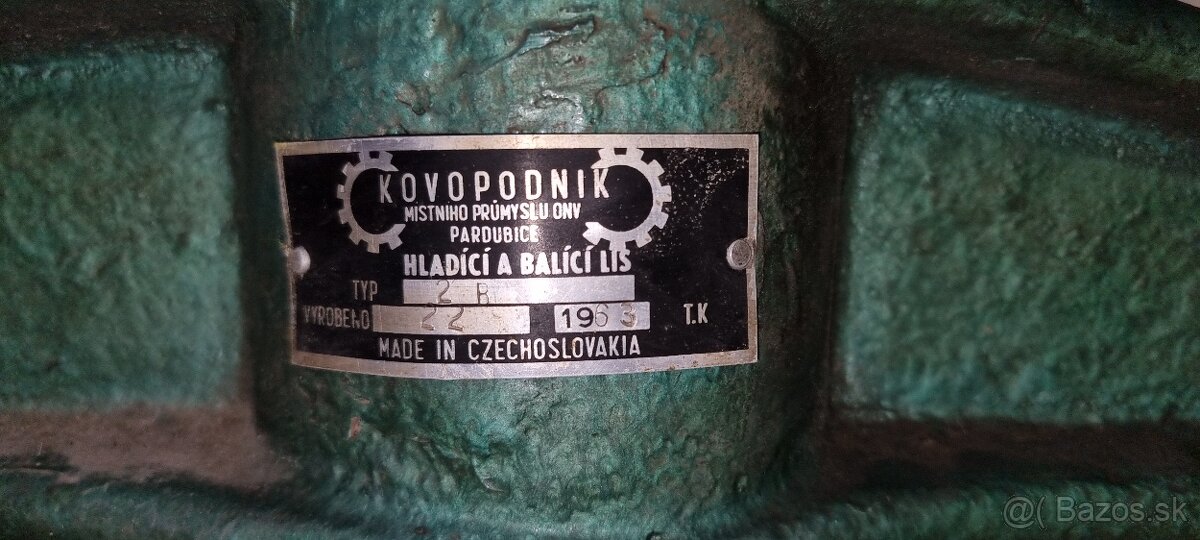 KOVOPODNIK
MISTNIHO PRŮMYSLU ONV
PARDUBICE
HLADÍCÍ A BALÍCÍ LIS
TYP 2 R
VYROBENO 22 1963 T.K
MADE IN CZECHOSLOVAKIA
@( Bazos.sk